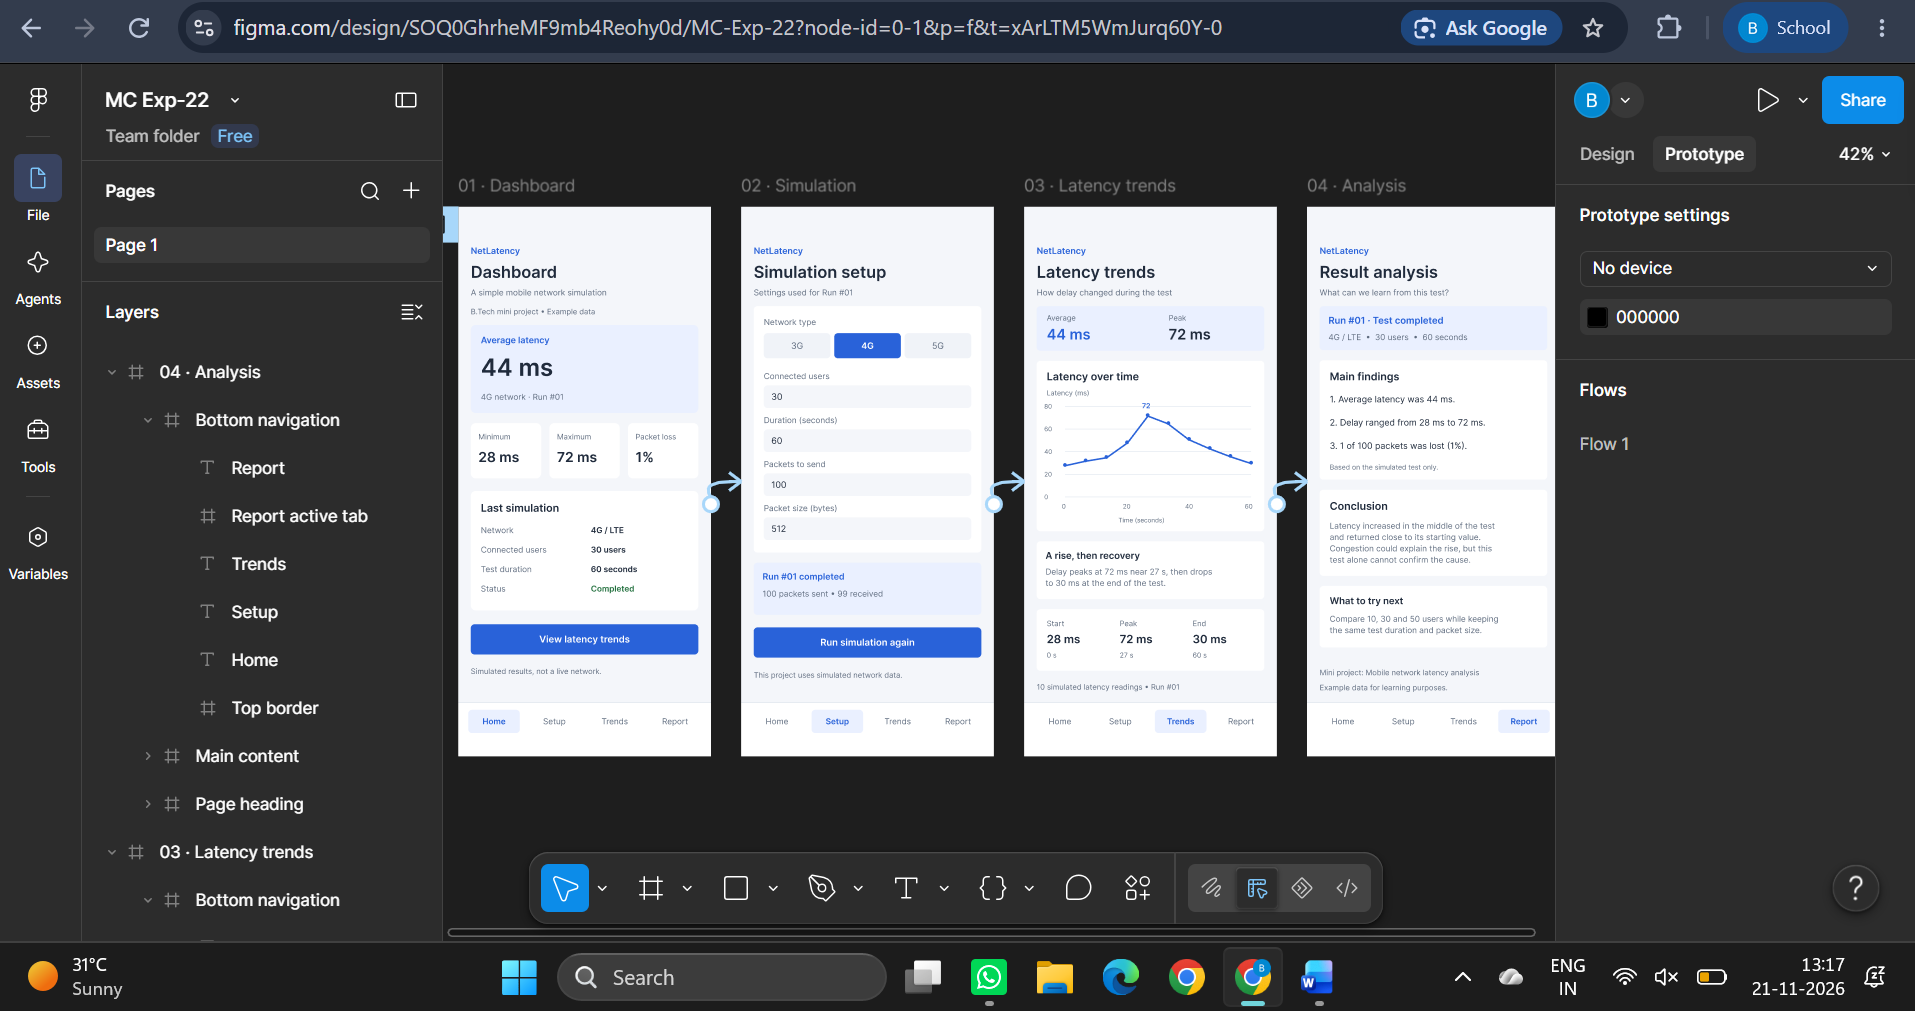 figma.com/design/SOQ0GhrheMF9mb4Reohy0d/MC-Exp-22?node-id=0-1&p=f&t=xArLTM5WmJurq60Y-0
Ask Google
B
School
File
Agents
Assets
Tools
Variables
MC Exp-22
Team folder Free
Pages
Page 1
Layers
04 · Analysis
Bottom navigation
Report
Report active tab
Trends
Setup
Home
Top border
Main content
Page heading
03 · Latency trends
Bottom navigation
01 · Dashboard
NetLatency
Dashboard
A simple mobile network simulation
B.Tech mini project • Example data
Average latency
44 ms
4G network · Run #01
Minimum Maximum Packet loss
28 ms 72 ms 1%
Last simulation
Network 4G / LTE
Connected users 30 users
Test duration 60 seconds
Status Completed
View latency trends
Simulated results, not a live network.
Home Setup Trends Report
02 · Simulation
NetLatency
Simulation setup
Settings used for Run #01
Network type
3G 4G 5G
Connected users
30
Duration (seconds)
60
Packets to send
100
Packet size (bytes)
512
Run #01 completed
100 packets sent • 99 received
Run simulation again
This project uses simulated network data.
Home Setup Trends Report
03 · Latency trends
NetLatency
Latency trends
How delay changed during the test
Average Peak
44 ms 72 ms
Latency over time
Latency (ms)
80
72
60
40
20
0
0 20 40 60
Time (seconds)
A rise, then recovery
Delay peaks at 72 ms near 27 s, then drops
to 30 ms at the end of the test.
Start Peak End
28 ms 72 ms 30 ms
0 s 27 s 60 s
10 simulated latency readings • Run #01
Home Setup Trends Report
04 · Analysis
NetLatency
Result analysis
What can we learn from this test?
Run #01 · Test completed
4G / LTE • 30 users • 60 seconds
Main findings
1. Average latency was 44 ms.
2. Delay ranged from 28 ms to 72 ms.
3. 1 of 100 packets was lost (1%).
Based on the simulated test only.
Conclusion
Latency increased in the middle of the test
and returned close to its starting value.
Congestion could explain the rise, but this
test alone cannot confirm the cause.
What to try next
Compare 10, 30 and 50 users while keeping
the same test duration and packet size.
Mini project: Mobile network latency analysis
Example data for learning purposes.
Home Setup Trends Report
B
Share
Design Prototype 42%
Prototype settings
No device
000000
Flows
Flow 1
?
31°C
Sunny
Search
B
W
ENG
IN
13:17
21-11-2026